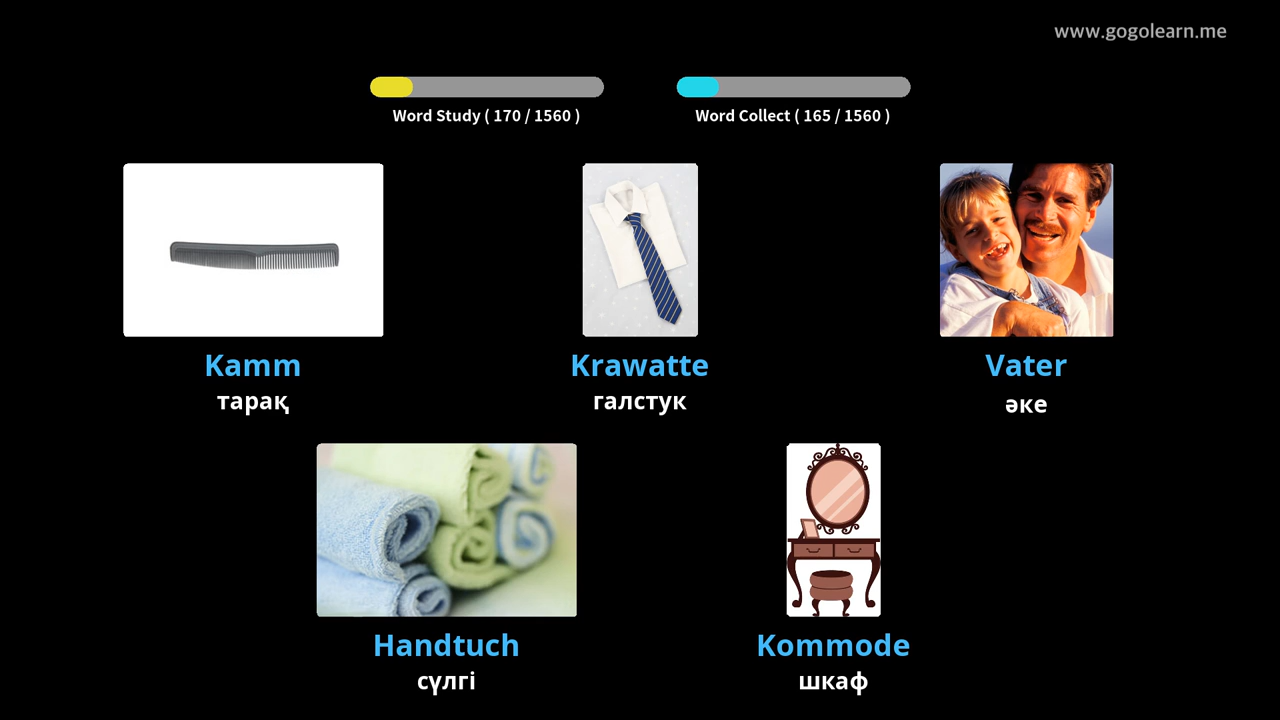 www.gogolearn.me
Word Study ( 170 / 1560 )
Word Collect ( 165 / 1560 )
Kamm
тарақ
Krawatte
галстук
Vater
әке
Handtuch
сүлгі
Kommode
шкаф